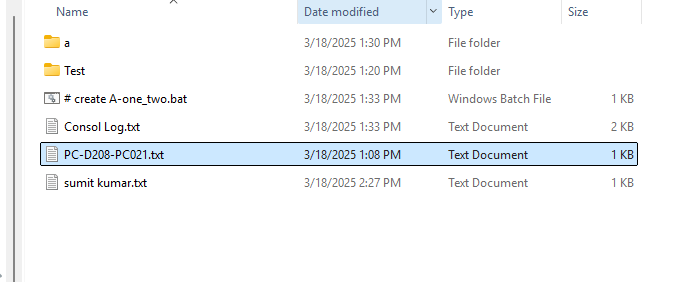 Name Date modified Type Size
a 3/18/2025 1:30 PM File folder
Test 3/18/2025 1:20 PM File folder
# create A-one_two.bat 3/18/2025 1:33 PM Windows Batch File 1 KB
Consol Log.txt 3/18/2025 1:33 PM Text Document 2 KB
PC-D208-PC021.txt 3/18/2025 1:08 PM Text Document 1 KB
sumit kumar.txt 3/18/2025 2:27 PM Text Document 1 KB